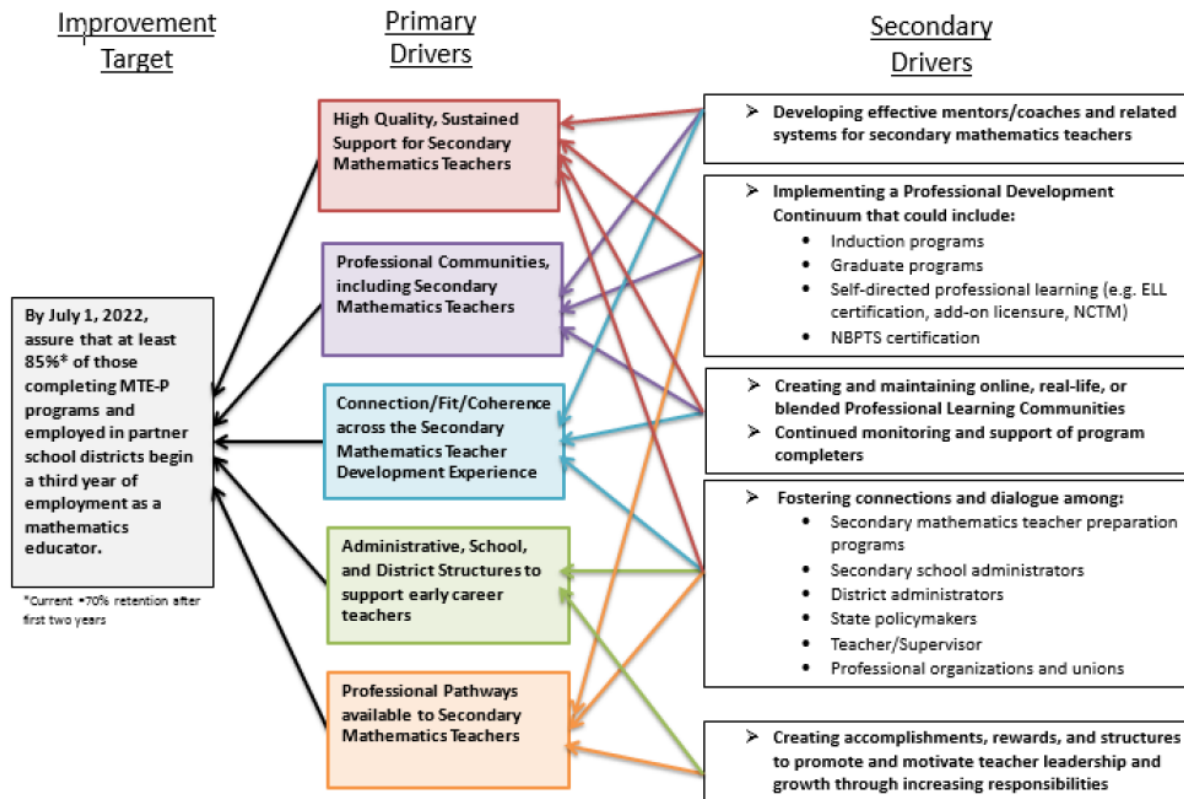 Improvement
Target
Primary
Drivers
Secondary
Drivers
By July 1, 2022,
assure that at least
85%* of those
completing MTE-P
programs and
employed in partner
school districts begin
a third year of
employment as a
mathematics
educator.
*Current •70% retention after
first two years
High Quality, Sustained
Support for Secondary
Mathematics Teachers
Professional Communities,
including Secondary
Mathematics Teachers
Connection/Fit/Coherence
across the Secondary
Mathematics Teacher
Development Experience
Administrative, School,
and District Structures to
support early career
teachers
Professional Pathways
available to Secondary
Mathematics Teachers
➢ Developing effective mentors/coaches and related
systems for secondary mathematics teachers
➢ Implementing a Professional Development
Continuum that could include:
• Induction programs
• Graduate programs
• Self-directed professional learning (e.g. ELL
certification, add-on licensure, NCTM)
• NBPTS certification
➢ Creating and maintaining online, real-life, or
blended Professional Learning Communities
➢ Continued monitoring and support of program
completers
➢ Fostering connections and dialogue among:
• Secondary mathematics teacher preparation
programs
• Secondary school administrators
• District administrators
• State policymakers
• Teacher/Supervisor
• Professional organizations and unions
➢ Creating accomplishments, rewards, and structures
to promote and motivate teacher leadership and
growth through increasing responsibilities